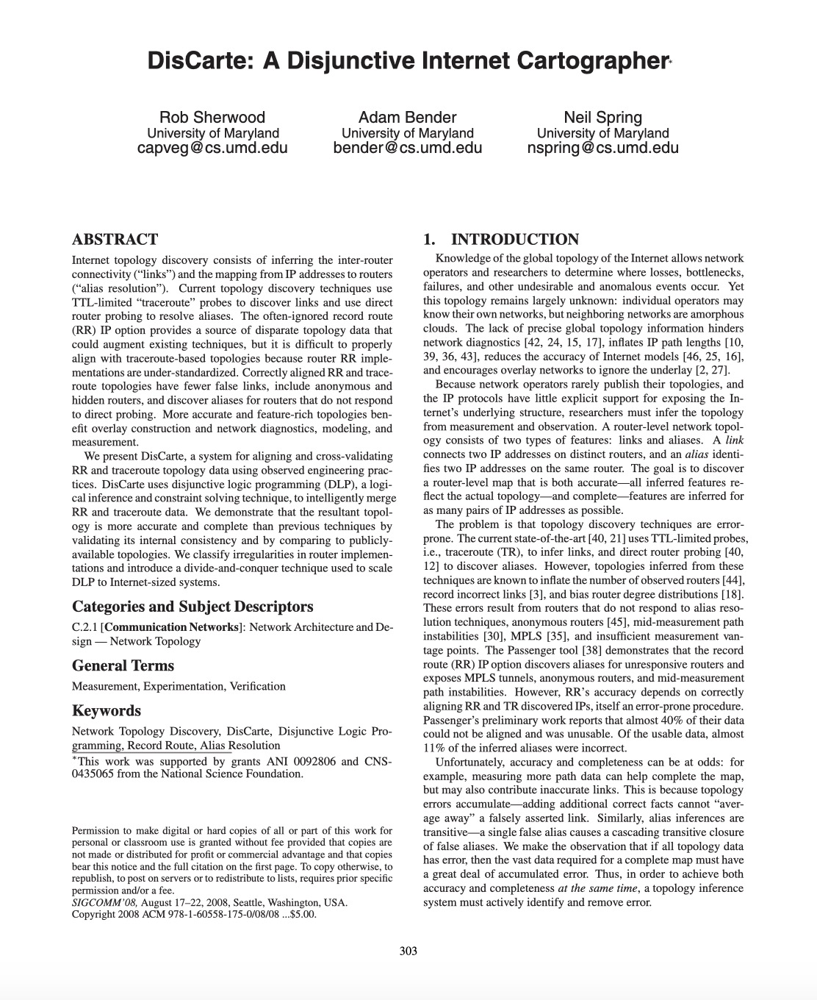 DisCarte: A Disjunctive Internet Cartographer*
Rob Sherwood
University of Maryland
capveg@cs.umd.edu
Adam Bender
University of Maryland
bender@cs.umd.edu
Neil Spring
University of Maryland
nspring@cs.umd.edu
ABSTRACT
Internet topology discovery consists of inferring the inter-router
connectivity (“links”) and the mapping from IP addresses to routers
(“alias resolution”). Current topology discovery techniques use
TTL-limited “traceroute” probes to discover links and use direct
router probing to resolve aliases. The often-ignored record route
(RR) IP option provides a source of disparate topology data that
could augment existing techniques, but it is difficult to properly
align with traceroute-based topologies because router RR imple-
mentations are under-standardized. Correctly aligned RR and trace-
route topologies have fewer false links, include anonymous and
hidden routers, and discover aliases for routers that do not respond
to direct probing. More accurate and feature-rich topologies ben-
efit overlay construction and network diagnostics, modeling, and
measurement.
We present DisCarte, a system for aligning and cross-validating
RR and traceroute topology data using observed engineering prac-
tices. DisCarte uses disjunctive logic programming (DLP), a logi-
cal inference and constraint solving technique, to intelligently merge
RR and traceroute data. We demonstrate that the resultant topol-
ogy is more accurate and complete than previous techniques by
validating its internal consistency and by comparing to publicly-
available topologies. We classify irregularities in router implemen-
tations and introduce a divide-and-conquer technique used to scale
DLP to Internet-sized systems.
Categories and Subject Descriptors
C.2.1 [Communication Networks]: Network Architecture and De-
sign — Network Topology
General Terms
Measurement, Experimentation, Verification
Keywords
Network Topology Discovery, DisCarte, Disjunctive Logic Pro-
gramming, Record Route, Alias Resolution
*This work was supported by grants ANI 0092806 and CNS-
0435065 from the National Science Foundation.
Permission to make digital or hard copies of all or part of this work for
personal or classroom use is granted without fee provided that copies are
not made or distributed for profit or commercial advantage and that copies
bear this notice and the full citation on the first page. To copy otherwise, to
republish, to post on servers or to redistribute to lists, requires prior specific
permission and/or a fee.
SIGCOMM’08, August 17–22, 2008, Seattle, Washington, USA.
Copyright 2008 ACM 978-1-60558-175-0/08/08 ...$5.00.
1. INTRODUCTION
Knowledge of the global topology of the Internet allows network
operators and researchers to determine where losses, bottlenecks,
failures, and other undesirable and anomalous events occur. Yet
this topology remains largely unknown: individual operators may
know their own networks, but neighboring networks are amorphous
clouds. The lack of precise global topology information hinders
network diagnostics [42, 24, 15, 17], inflates IP path lengths [10,
39, 36, 43], reduces the accuracy of Internet models [46, 25, 16],
and encourages overlay networks to ignore the underlay [2, 27].
Because network operators rarely publish their topologies, and
the IP protocols have little explicit support for exposing the In-
ternet’s underlying structure, researchers must infer the topology
from measurement and observation. A router-level network topol-
ogy consists of two types of features: links and aliases. A link
connects two IP addresses on distinct routers, and an alias identi-
fies two IP addresses on the same router. The goal is to discover
a router-level map that is both accurate—all inferred features re-
flect the actual topology—and complete—features are inferred for
as many pairs of IP addresses as possible.
The problem is that topology discovery techniques are error-
prone. The current state-of-the-art [40, 21] uses TTL-limited probes,
i.e., traceroute (TR), to infer links, and direct router probing [40,
12] to discover aliases. However, topologies inferred from these
techniques are known to inflate the number of observed routers [44],
record incorrect links [3], and bias router degree distributions [18].
These errors result from routers that do not respond to alias reso-
lution techniques, anonymous routers [45], mid-measurement path
instabilities [30], MPLS [35], and insufficient measurement van-
tage points. The Passenger tool [38] demonstrates that the record
route (RR) IP option discovers aliases for unresponsive routers and
exposes MPLS tunnels, anonymous routers, and mid-measurement
path instabilities. However, RR’s accuracy depends on correctly
aligning RR and TR discovered IPs, itself an error-prone procedure.
Passenger’s preliminary work reports that almost 40% of their data
could not be aligned and was unusable. Of the usable data, almost
11% of the inferred aliases were incorrect.
Unfortunately, accuracy and completeness can be at odds: for
example, measuring more path data can help complete the map,
but may also contribute inaccurate links. This is because topology
errors accumulate—adding additional correct facts cannot “aver-
age away” a falsely asserted link. Similarly, alias inferences are
transitive—a single false alias causes a cascading transitive closure
of false aliases. We make the observation that if all topology data
has error, then the vast data required for a complete map must have
a great deal of accumulated error. Thus, in order to achieve both
accuracy and completeness at the same time, a topology inference
system must actively identify and remove error.
303